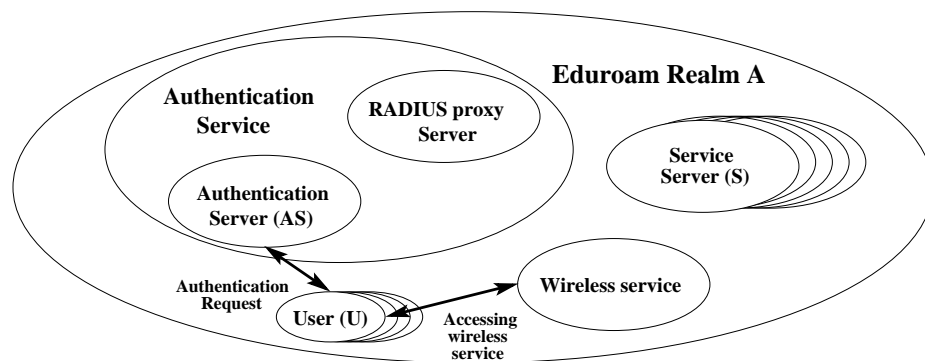 Eduroam Realm A
Authentication
Service
RADIUS proxy
Server
Service
Server (S)
Authentication
Server (AS)
Authentication
Request
User (U)
Accessing
wireless
service
Wireless service